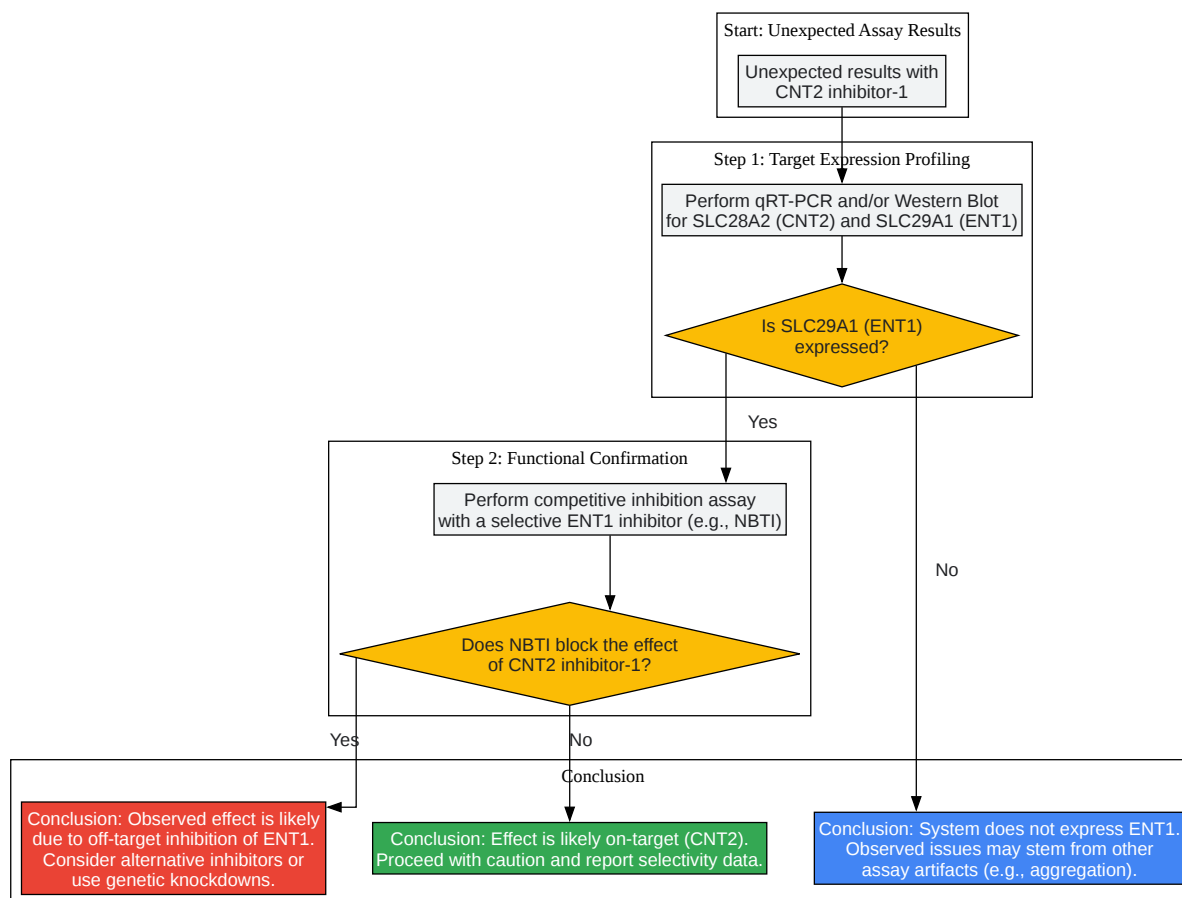 Start: Unexpected Assay Results
Unexpected results with
CNT2 inhibitor-1
Step 1: Target Expression Profiling
Perform qRT-PCR and/or Western Blot
for SLC28A2 (CNT2) and SLC29A1 (ENT1)
Is SLC29A1 (ENT1)
expressed?
Yes
No
Step 2: Functional Confirmation
Perform competitive inhibition assay
with a selective ENT1 inhibitor (e.g., NBTI)
Does NBTI block the effect
of CNT2 inhibitor-1?
Yes
No
Conclusion
Conclusion: Observed effect is likely
due to off-target inhibition of ENT1.
Consider alternative inhibitors or
use genetic knockdowns.
Conclusion: Effect is likely on-target (CNT2).
Proceed with caution and report selectivity data.
Conclusion: System does not express ENT1.
Observed issues may stem from other
assay artifacts (e.g., aggregation).